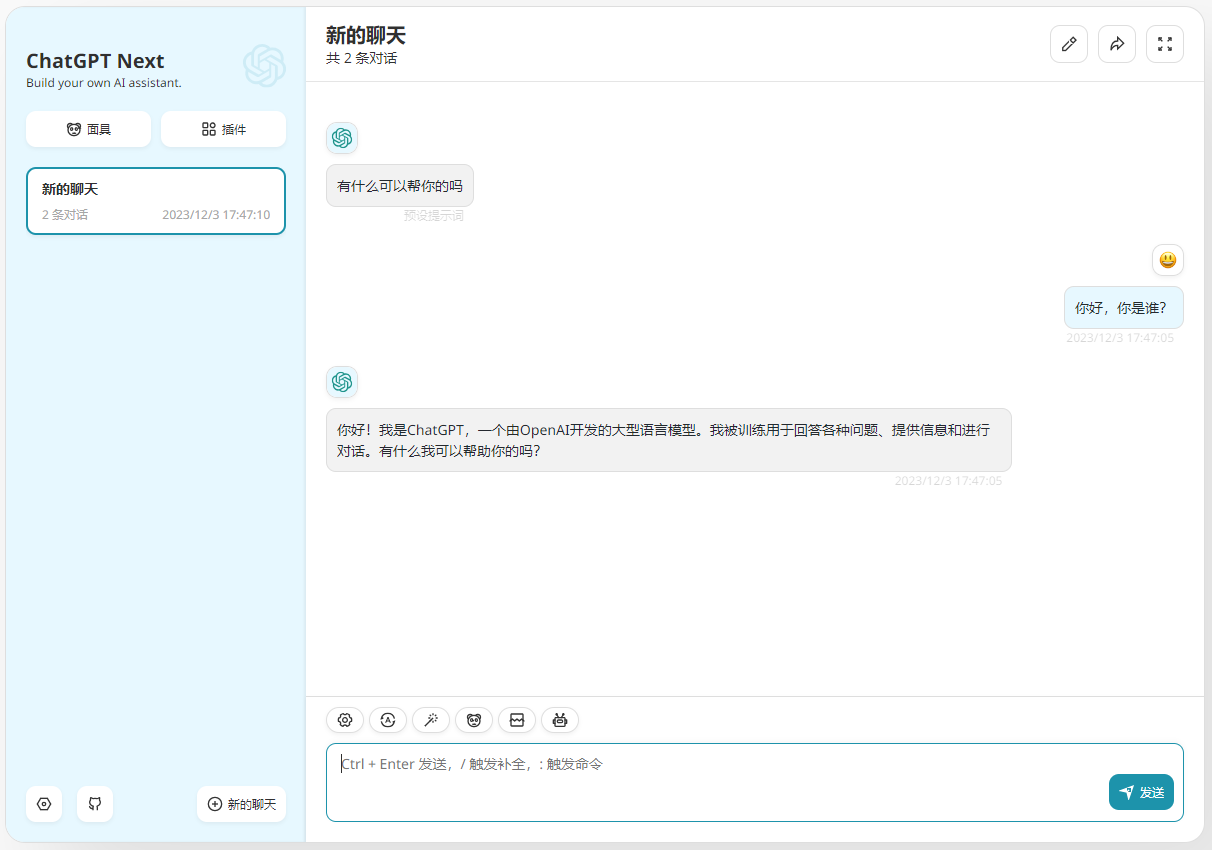 ChatGPT Next
Build your own AI assistant.
面具
插件
新的聊天
2 条对话
2023/12/3 17:47:10
新的聊天
新的聊天
共 2 条对话
有什么可以帮你的吗
预设提示词
你好，你是谁？
2023/12/3 17:47:05
你好！我是ChatGPT，一个由OpenAI开发的大型语言模型。我被训练用于回答各种问题、提供信息和进行
对话。有什么我可以帮助你的吗？
2023/12/3 17:47:05
Ctrl + Enter 发送，/ 触发补全，: 触发命令
发送